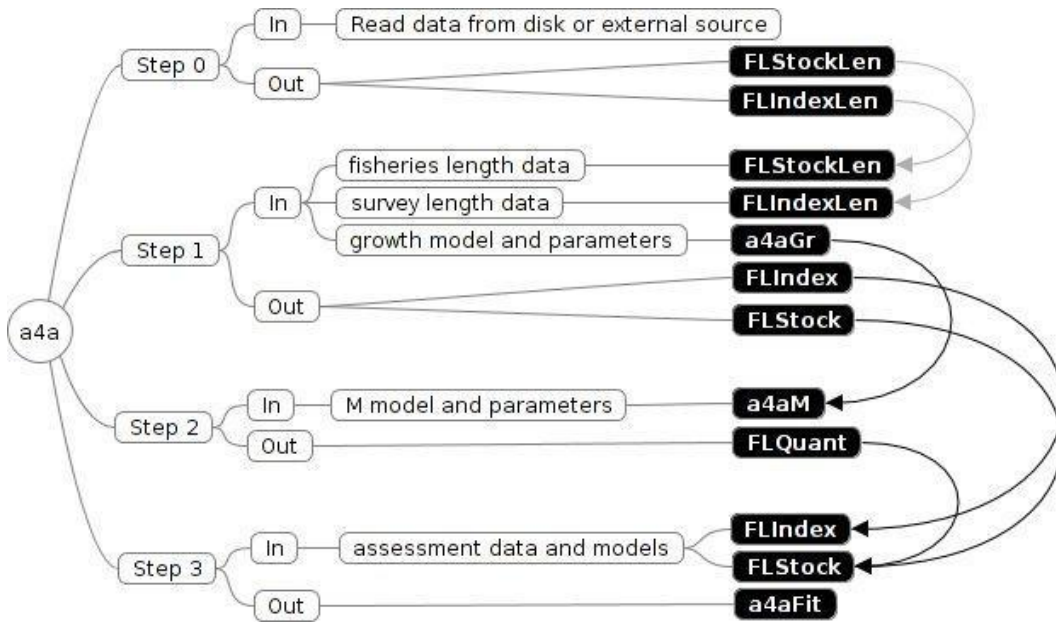 a4a
Step 0
In
Read data from disk or external source
Out
FLStockLen
FLIndexLen
Step 1
In
fisheries length data
FLStockLen
survey length data
FLIndexLen
growth model and parameters
a4aGr
Out
FLIndex
FLStock
Step 2
In
M model and parameters
a4aM
Out
FLQuant
Step 3
In
assessment data and models
FLIndex
FLStock
Out
a4aFit